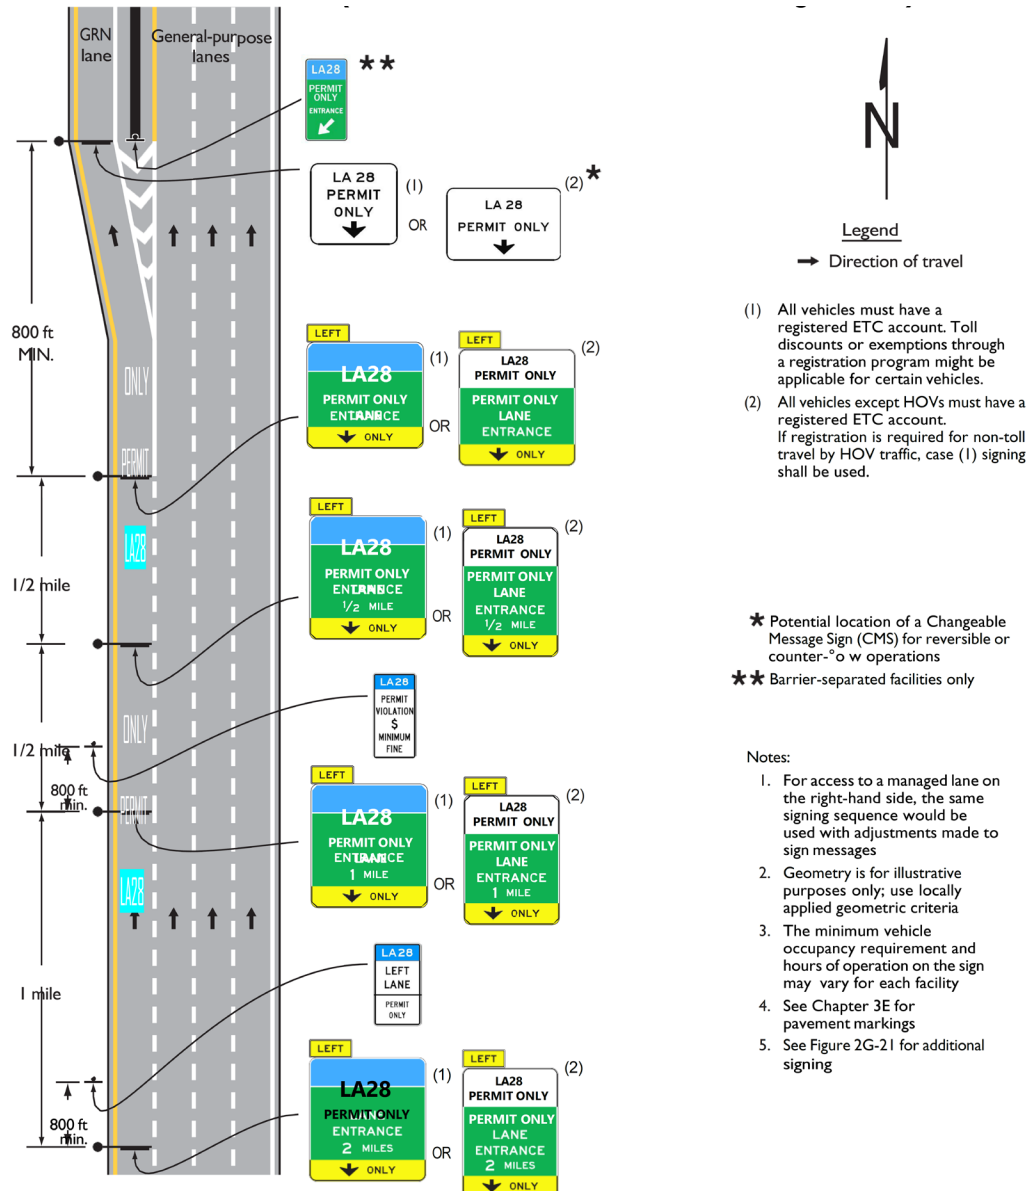 GRN
lane
General-purpose
lanes
LA28
PERMIT
ONLY
ENTRANCE
**
LA 28
PERMIT
ONLY
(1)
OR
LA 28
PERMIT ONLY
(2)
*
N
Legend
Direction of travel
800 ft
MIN.
ONLY
PERMIT
LA28
LEFT
LA28
PERMIT ONLY
ENTRANCE
ONLY
(1)
OR
LEFT
LA28
PERMIT ONLY
PERMIT ONLY
LANE
ENTRANCE
ONLY
(2)
(1) All vehicles must have a
registered ETC account. Toll
discounts or exemptions through
a registration program might be
applicable for certain vehicles.
(2) All vehicles except HOVs must have a
registered ETC account.
If registration is required for non-toll
travel by HOV traffic, case (1) signing
shall be used.
1/2 mile
LEFT
LA28
PERMIT ONLY
ENTRANCE
1/2 MILE
ONLY
(1)
OR
LEFT
LA28
PERMIT ONLY
PERMIT ONLY
LANE
ENTRANCE
1/2 MILE
ONLY
(2)
* Potential location of a Changeable
Message Sign (CMS) for reversible or
counter-°o w operations
** Barrier-separated facilities only
LA28
PERMIT
VIOLATION
$
MINIMUM
FINE
1/2 mile
800 ft
min.
ONLY
PERMIT
LA28
LEFT
LA28
PERMIT ONLY
ENTRANCE
1 MILE
ONLY
(1)
OR
LEFT
LA28
PERMIT ONLY
PERMIT ONLY
LANE
ENTRANCE
1 MILE
ONLY
(2)
1 mile
LA28
LEFT
LANE
PERMIT
ONLY
800 ft
min.
LEFT
LA28
PERMIT ONLY
ENTRANCE
2 MILES
ONLY
(1)
OR
LEFT
LA28
PERMIT ONLY
PERMIT ONLY
LANE
ENTRANCE
2 MILES
ONLY
(2)
Notes:
1. For access to a managed lane on
the right-hand side, the same
signing sequence would be
used with adjustments made to
sign messages
2. Geometry is for illustrative
purposes only; use locally
applied geometric criteria
3. The minimum vehicle
occupancy requirement and
hours of operation on the sign
may vary for each facility
4. See Chapter 3E for
pavement markings
5. See Figure 2G-21 for additional
signing